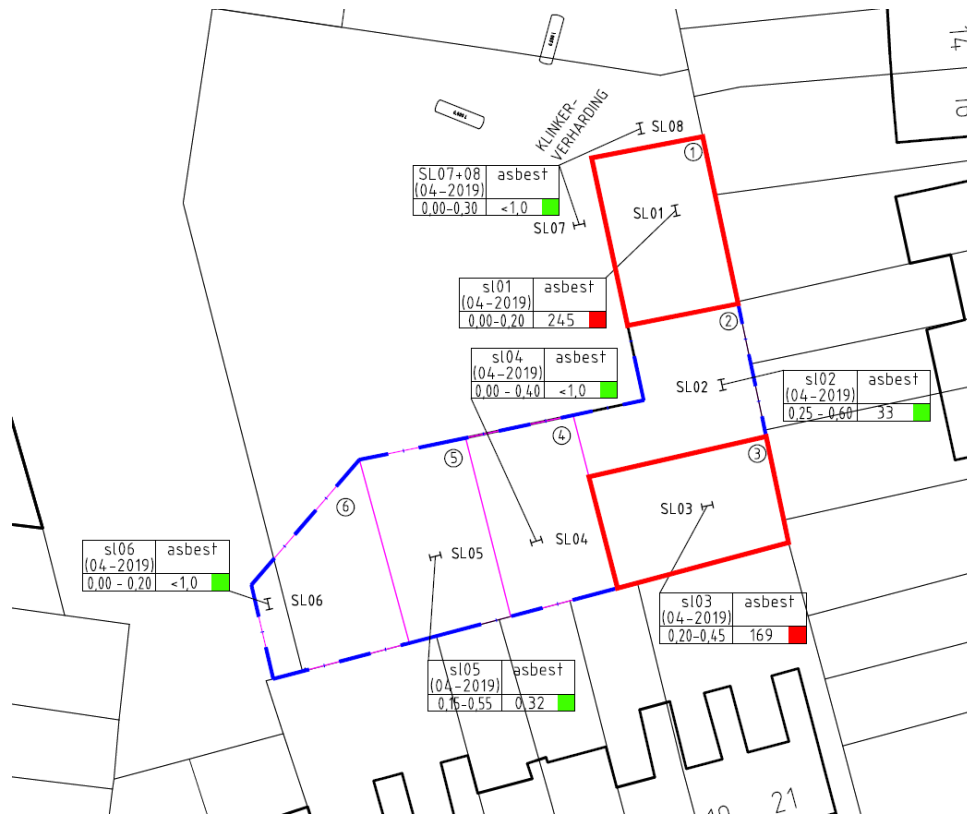 14
10
KLINKER-
VERHARDING
SL08
①
SL07+08 asbest
(04-2019)
0,00-0,30 <1,0
SL01
SL07
sl01 asbest
(04-2019)
0,00-0,20 245
②
sl04 asbest
(04-2019)
0,00 - 0,40 <1,0
SL02
sl02 asbest
(04-2019)
0,25 - 0,60 33
④
⑤
③
⑥
SL03
SL04
SL05
sl06 asbest
(04-2019)
0,00 - 0,20 <1,0
SL06
sl03 asbest
(04-2019)
0,20-0,45 169
sl05 asbest
(04-2019)
0,15-0,55 0,32
21